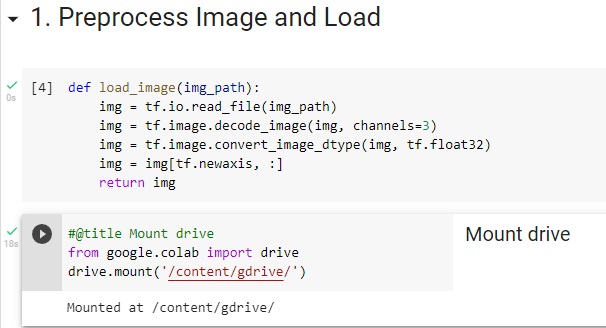 1. Preprocess Image and Load
[4] def load_image(img_path):
img = tf.io.read_file(img_path)
img = tf.image.decode_image(img, channels=3)
img = tf.image.convert_image_dtype(img, tf.float32)
img = img[tf.newaxis, :]
return img
0s
#@title Mount drive
from google.colab import drive
drive.mount('/content/gdrive/')
18s
Mount drive
Mounted at /content/gdrive/